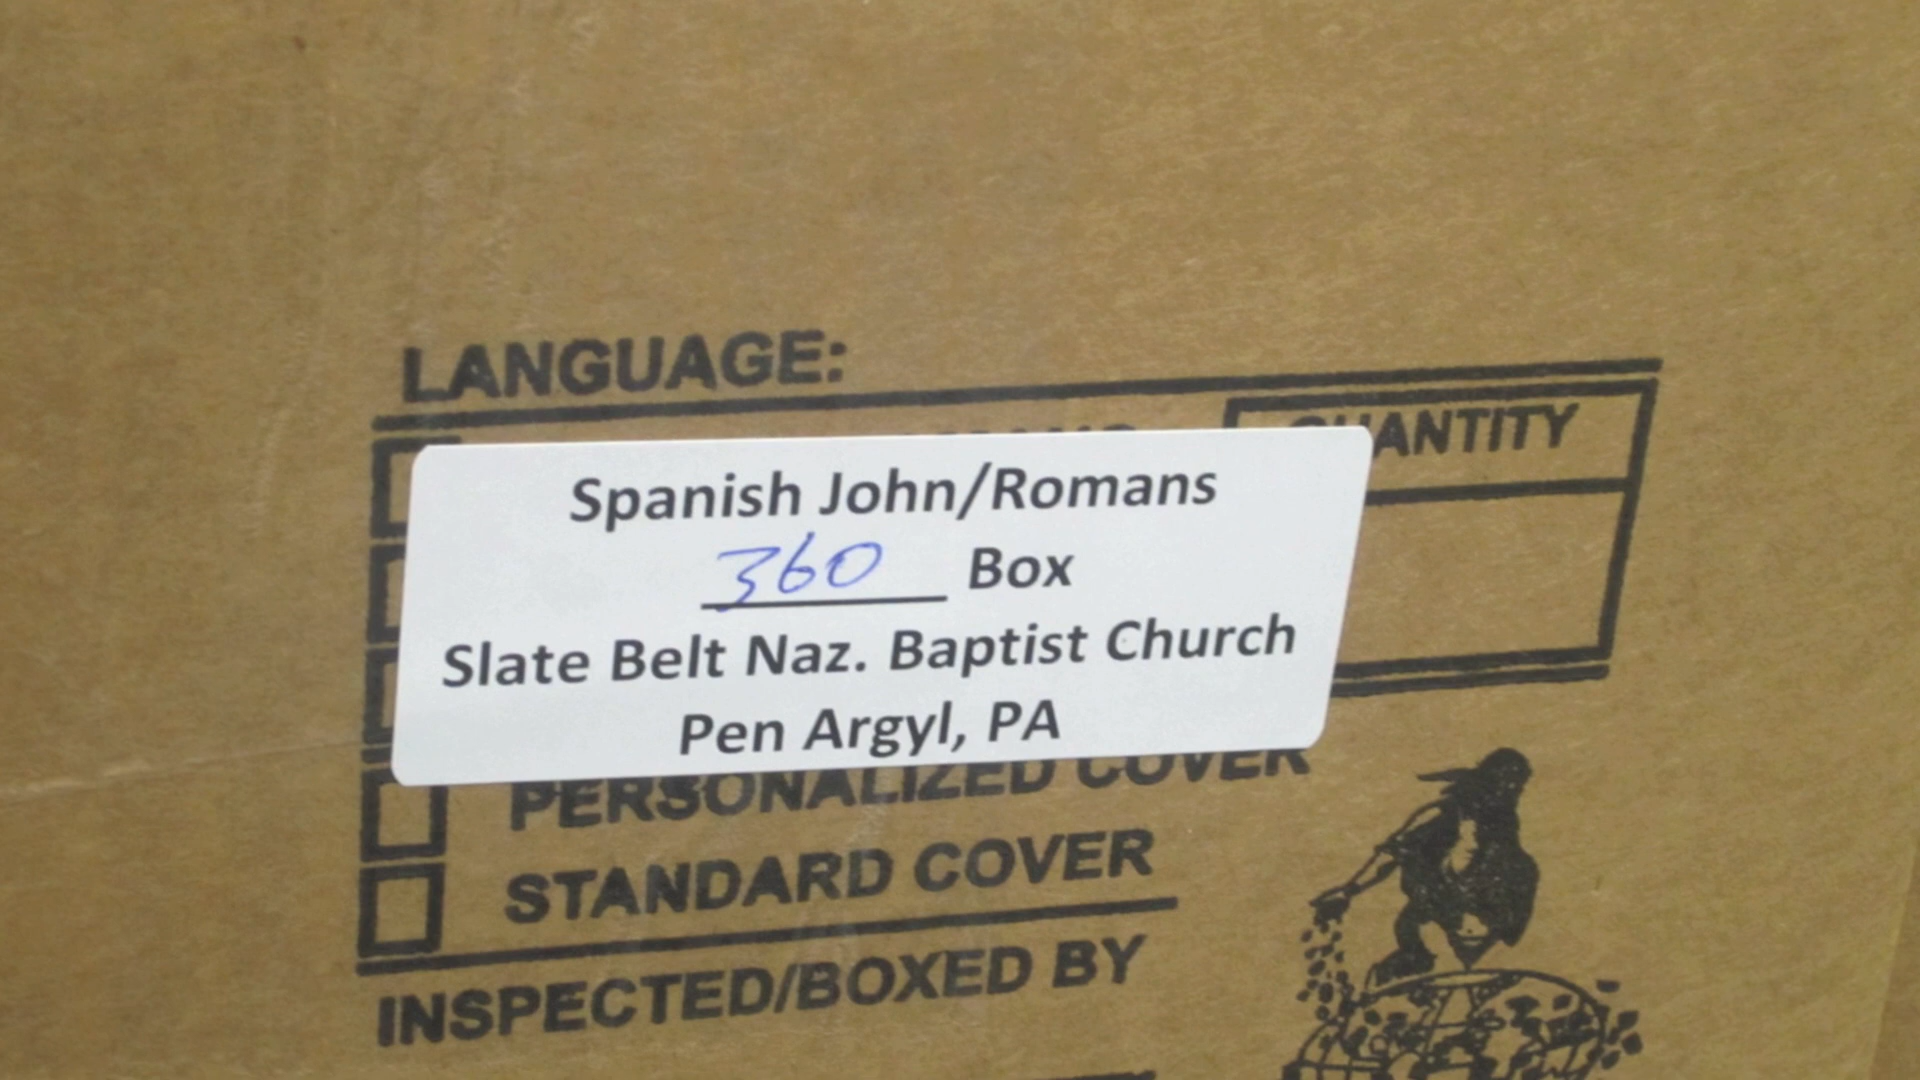 LANGUAGE:
QUANTITY
Spanish John/Romans
360 Box
Slate Belt Naz. Baptist Church
Pen Argyl, PA
PERSONALIZED COVER
STANDARD COVER
INSPECTED/BOXED BY